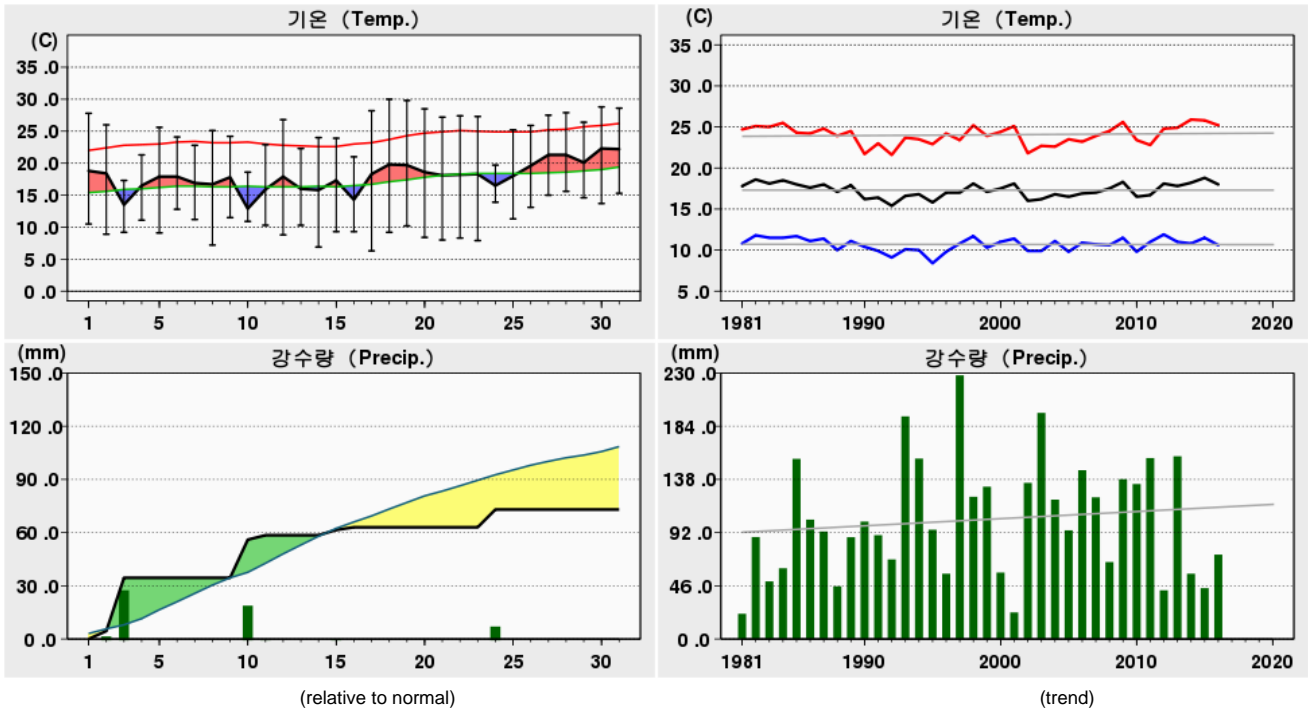 기온 (Temp.)
(C)
35 .0
30 .0
25 .0
20 .0
15 .0
10 .0
5 .0
0 .0
1 5 10 15 20 25 30
기온 (Temp.)
(C)
35 .0
30 .0
25 .0
20 .0
15 .0
10 .0
5 .0
1981 1990 2000 2010 2020
강수량 (Precip.)
(mm)
150 .0
120 .0
90 .0
60 .0
30 .0
0 .0
1 5 10 15 20 25 30
(relative to normal)
강수량 (Precip.)
(mm)
230 .0
184 .0
138 .0
92 .0
46 .0
0 .0
1981 1990 2000 2010 2020
(trend)